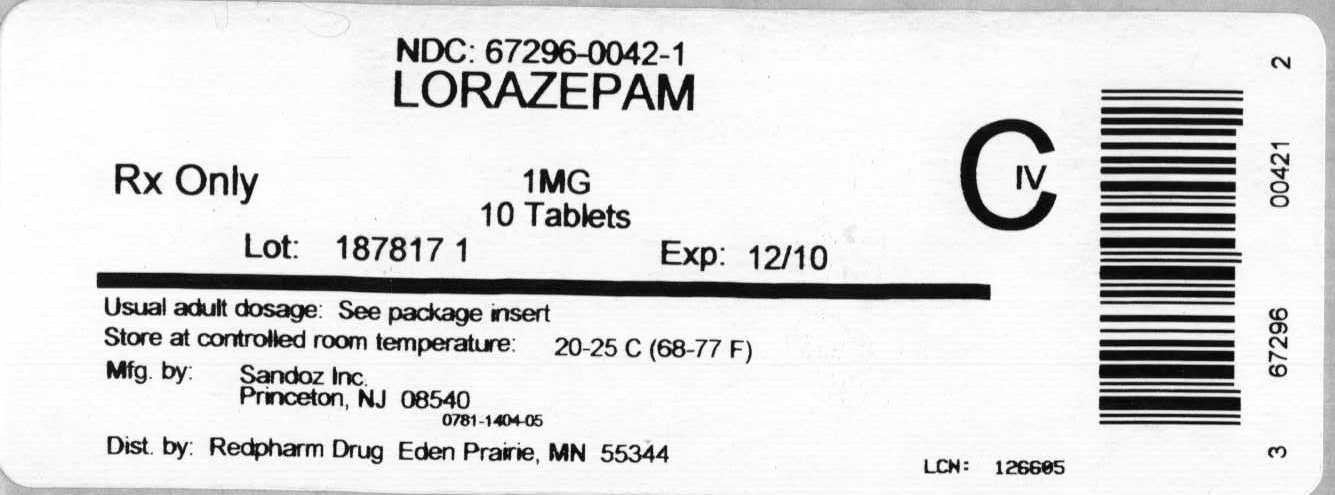 NDC: 67296-0042-1
LORAZEPAM
Rx Only
1MG
10 Tablets
C IV
Lot: 187817 1
Exp: 12/10
Usual adult dosage: See package insert
Store at controlled room temperature: 20-25 C (68-77 F)
Mfg. by: Sandoz Inc.
Princeton, NJ 08540
0781-1404-05
Dist. by: Redpharm Drug Eden Prairie, MN 55344
LCN: 126605
3 67296 00421 2